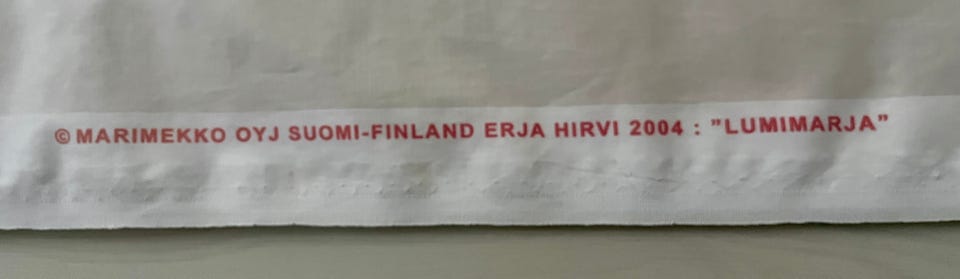 © MARIMEKKO OYJ SUOMI-FINLAND ERJA HIRVI 2004 : "LUMIMARJA"